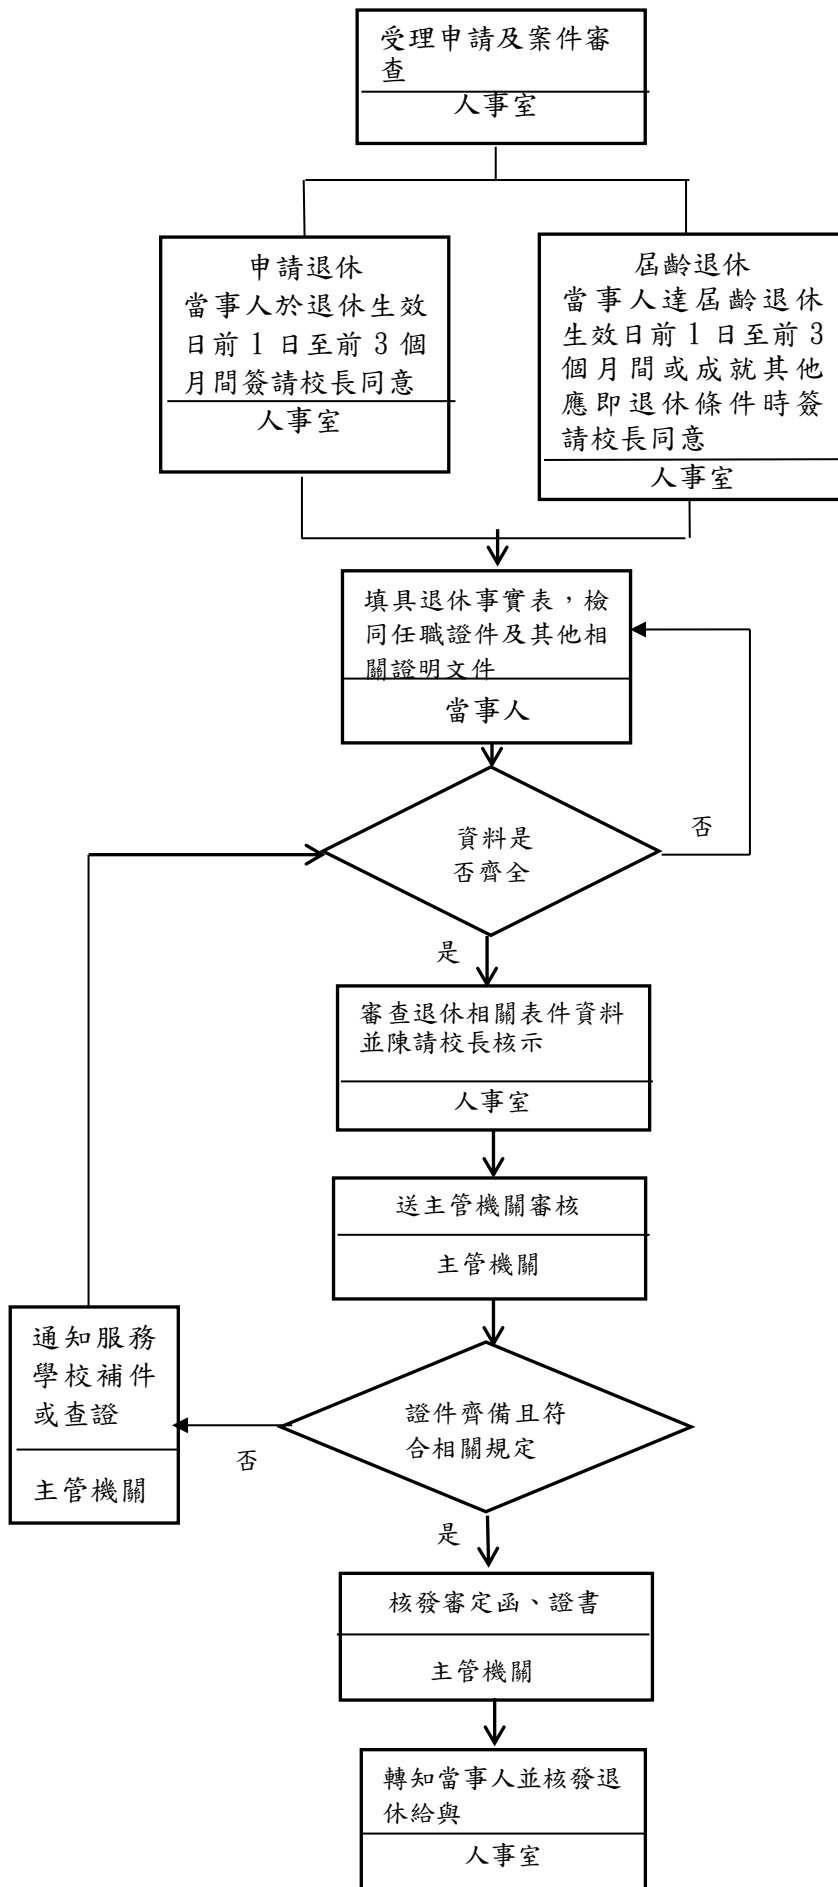 受理申請及案件審
查
人事室
申請退休
當事人於退休生效
日前1日至前3個
月間簽請校長同意
人事室
屆齡退休
當事人達屆齡退休
生效日前1日至前3
個月間或成就其他
應即退休條件時簽
請校長同意
人事室
填具退休事實表，檢
同任職證件及其他相
關證明文件
當事人
資料是
否齊全
否
是
審查退休相關表件資料
並陳請校長核示
人事室
送主管機關審核
主管機關
通知服務
學校補件
或查證
主管機關
證件齊備且符
合相關規定
否
是
核發審定函、證書
主管機關
轉知當事人並核發退
休給與
人事室